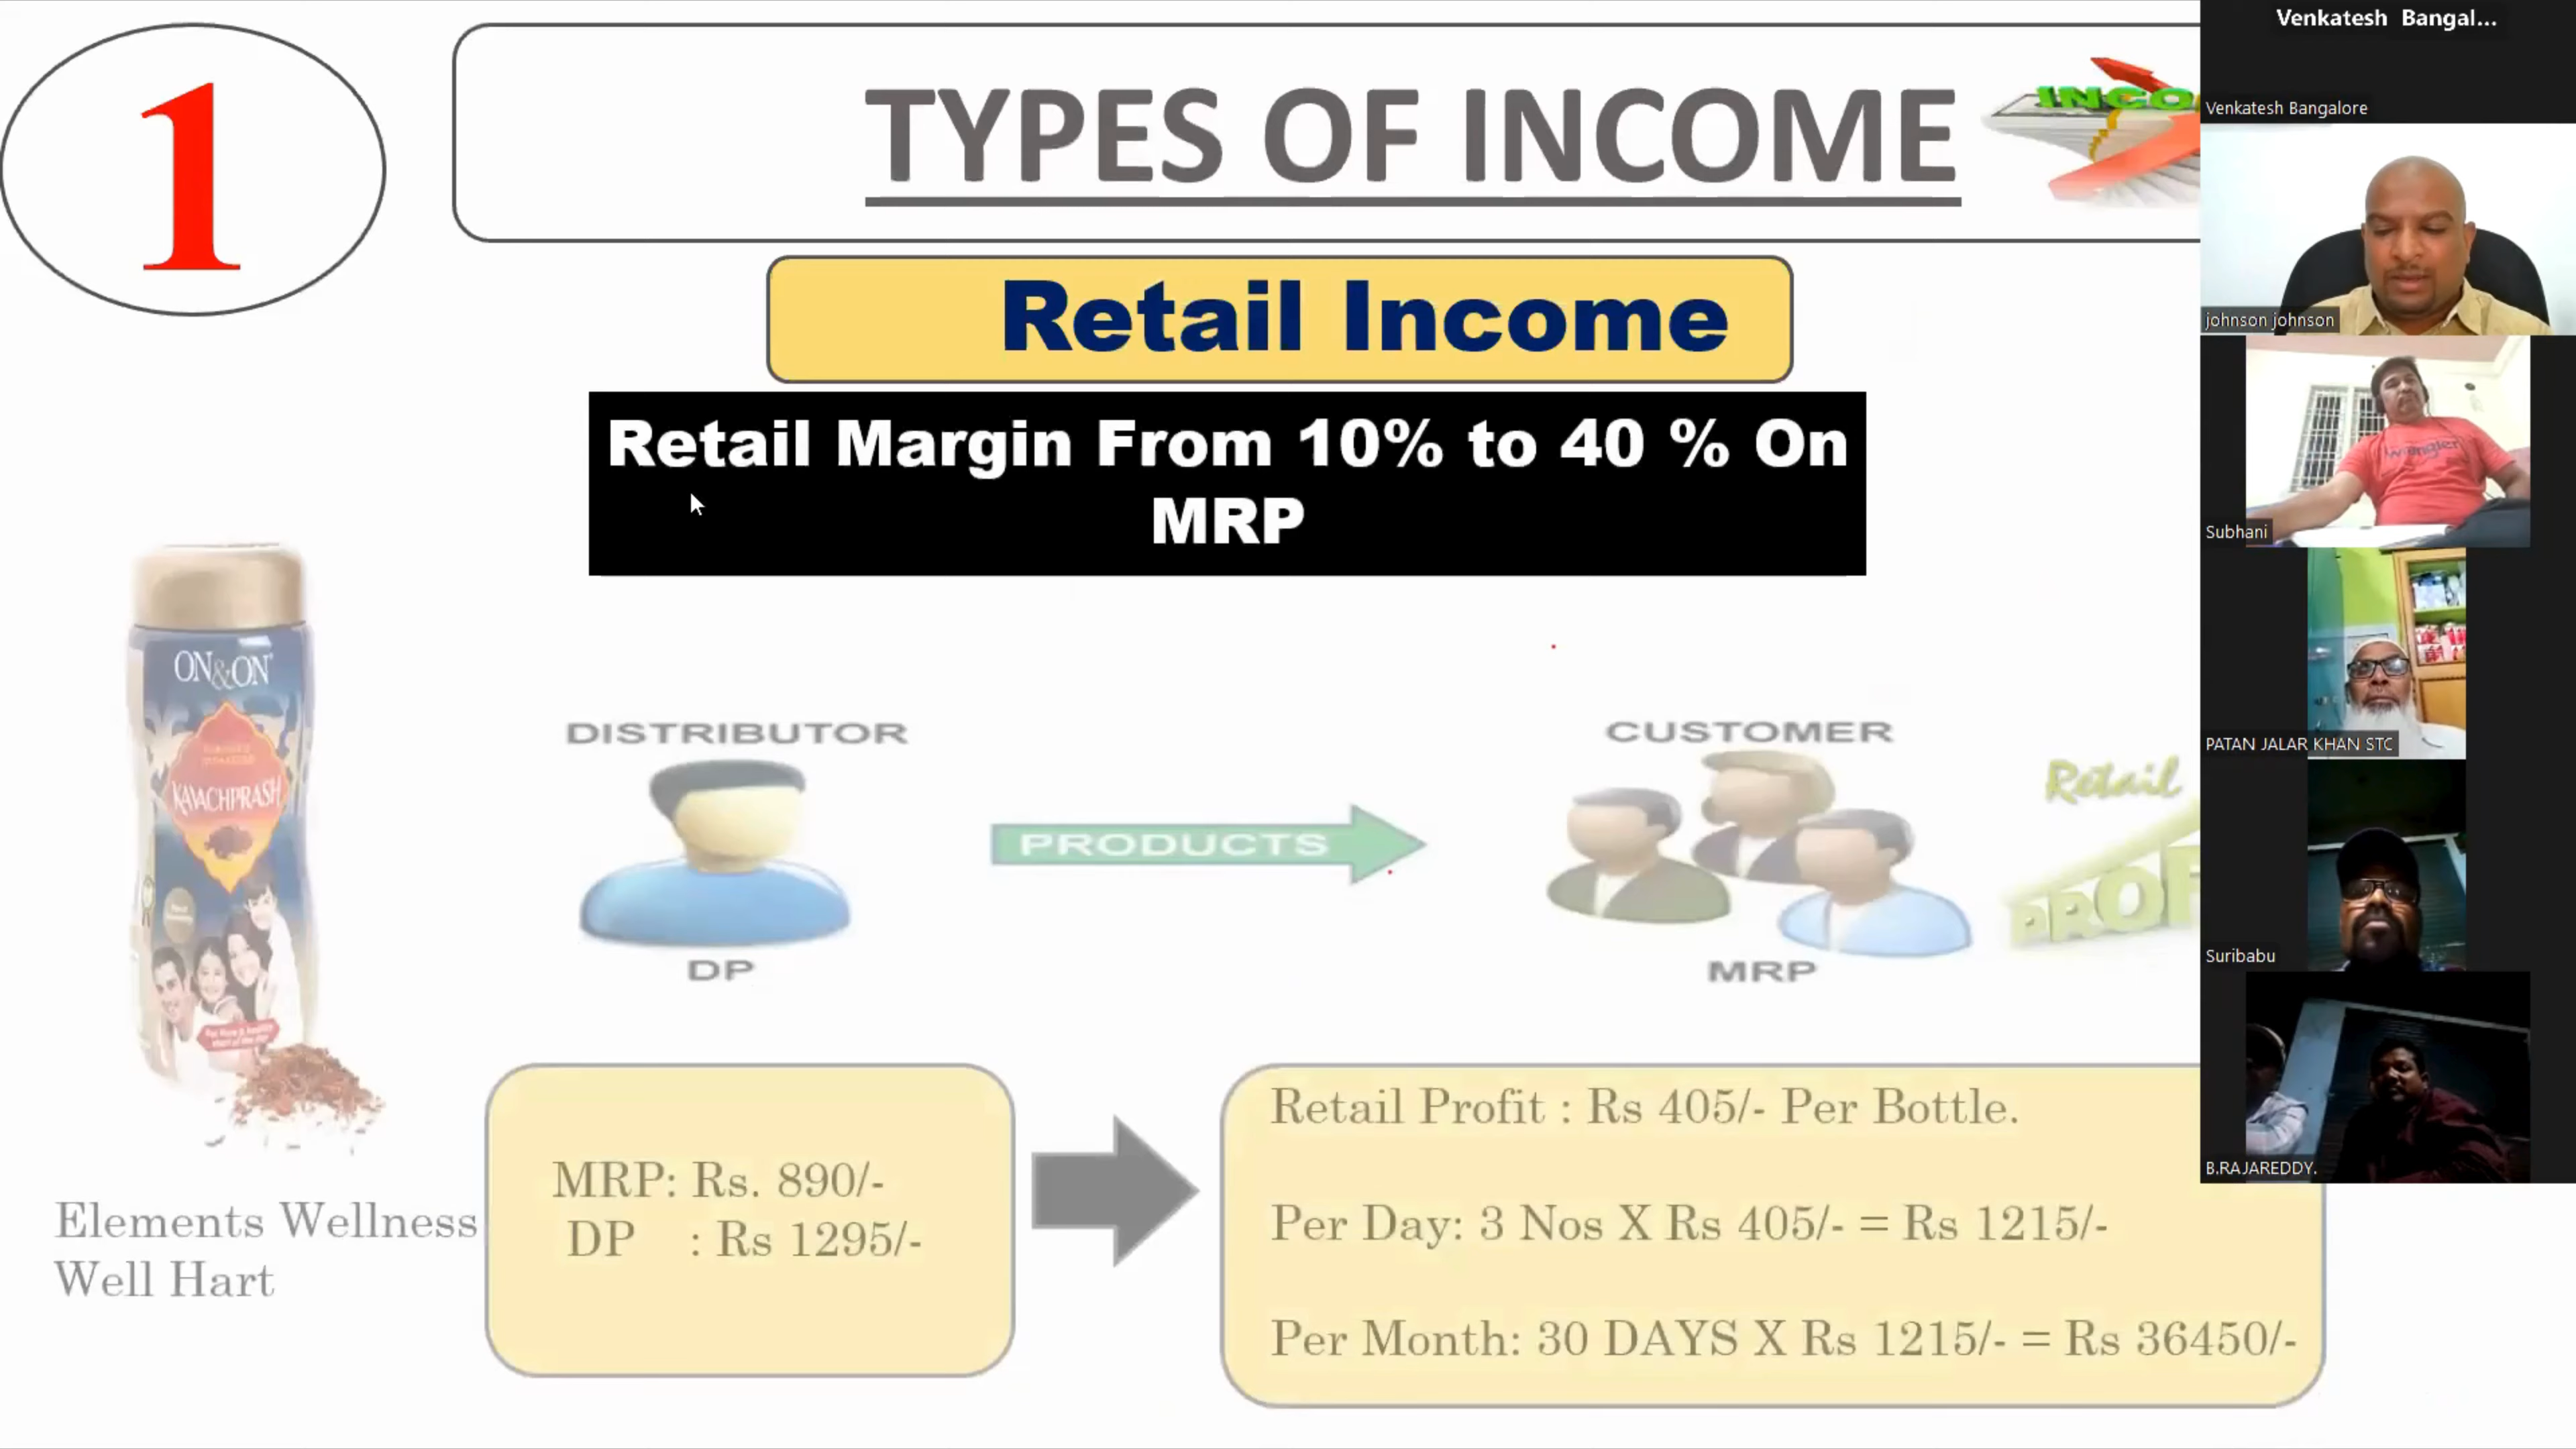 1
TYPES OF INCOME
INCO
Retail Income
Retail Margin From 10% to 40 % On
MRP
ON&ON
KAVACHPRASH
DISTRIBUTOR
DP
PRODUCTS
CUSTOMER
MRP
Retail
PROF
Elements Wellness
Well Hart
MRP: Rs. 890/-
DP : Rs 1295/-
Retail Profit : Rs 405/- Per Bottle.
Per Day: 3 Nos X Rs 405/- = Rs 1215/-
Per Month: 30 DAYS X Rs 1215/- = Rs 36450/-
Venkatesh Bangal...
Venkatesh Bangalore
johnson johnson
wrangler
Subhani
PATAN JALAR KHAN STC
Suribabu
B.RAJAREDDY.